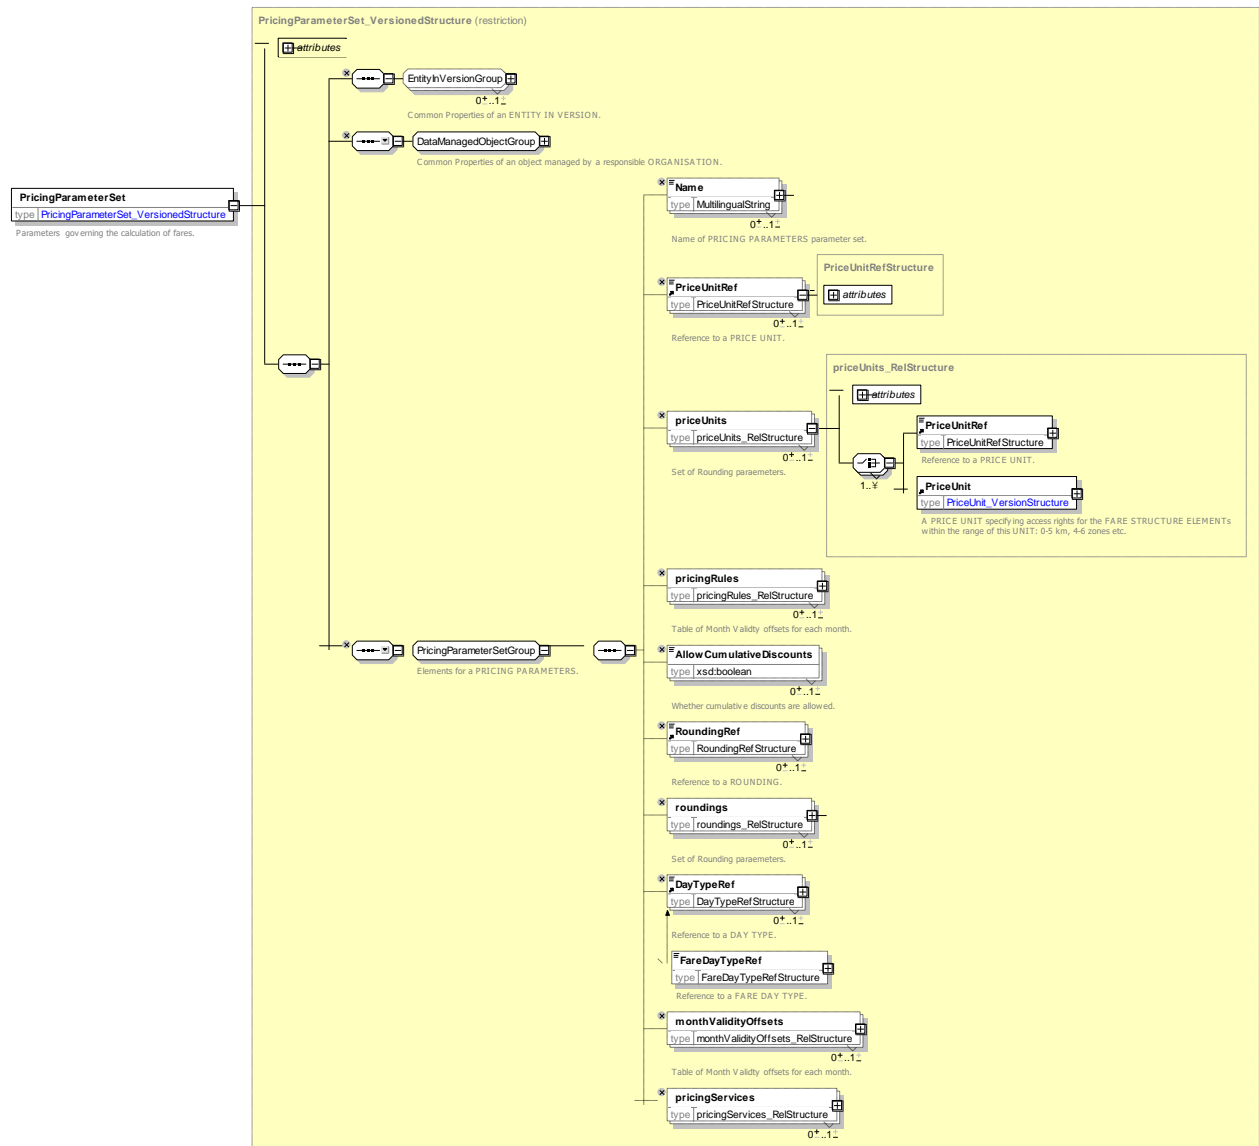 PricingParameterSet_VersionedStructure (restriction)
attributes
EntityInVersionGroup
0..1
Common Properties of an ENTITY IN VERSION.
DataManagedObjectGroup
Common Properties of an object managed by a responsible ORGANISATION.
PricingParameterSet
type PricingParameterSet_VersionedStructure
Parameters governing the calculation of fares.
Name
type MultilingualString
0..1
Name of PRICING PARAMETERS parameter set.
PriceUnitRef
type PriceUnitRefStructure
0..1
Reference to a PRICE UNIT.
PriceUnitRefStructure
attributes
priceUnits
type priceUnits_RelStructure
0..1
Set of Rounding paraemeters.
priceUnits_RelStructure
attributes
1..¥
PriceUnitRef
type PriceUnitRefStructure
Reference to a PRICE UNIT.
PriceUnit
type PriceUnit_VersionStructure
A PRICE UNIT specifying access rights for the FARE STRUCTURE ELEMENTs
within the range of this UNIT: 0-5 km, 4-6 zones etc.
pricingRules
type pricingRules_RelStructure
0..1
Table of Month Validty offsets for each month.
PricingParameterSetGroup
Elements for a PRICING PARAMETERS.
AllowCumulativeDiscounts
type xsd:boolean
0..1
Whether cumulative discounts are allowed.
RoundingRef
type RoundingRefStructure
0..1
Reference to a ROUNDING.
roundings
type roundings_RelStructure
0..1
Set of Rounding paraemeters.
DayTypeRef
type DayTypeRefStructure
0..1
Reference to a DAY TYPE.
FareDayTypeRef
type FareDayTypeRefStructure
Reference to a FARE DAY TYPE.
monthValidityOffsets
type monthValidityOffsets_RelStructure
0..1
Table of Month Validty offsets for each month.
pricingServices
type pricingServices_RelStructure
0..1